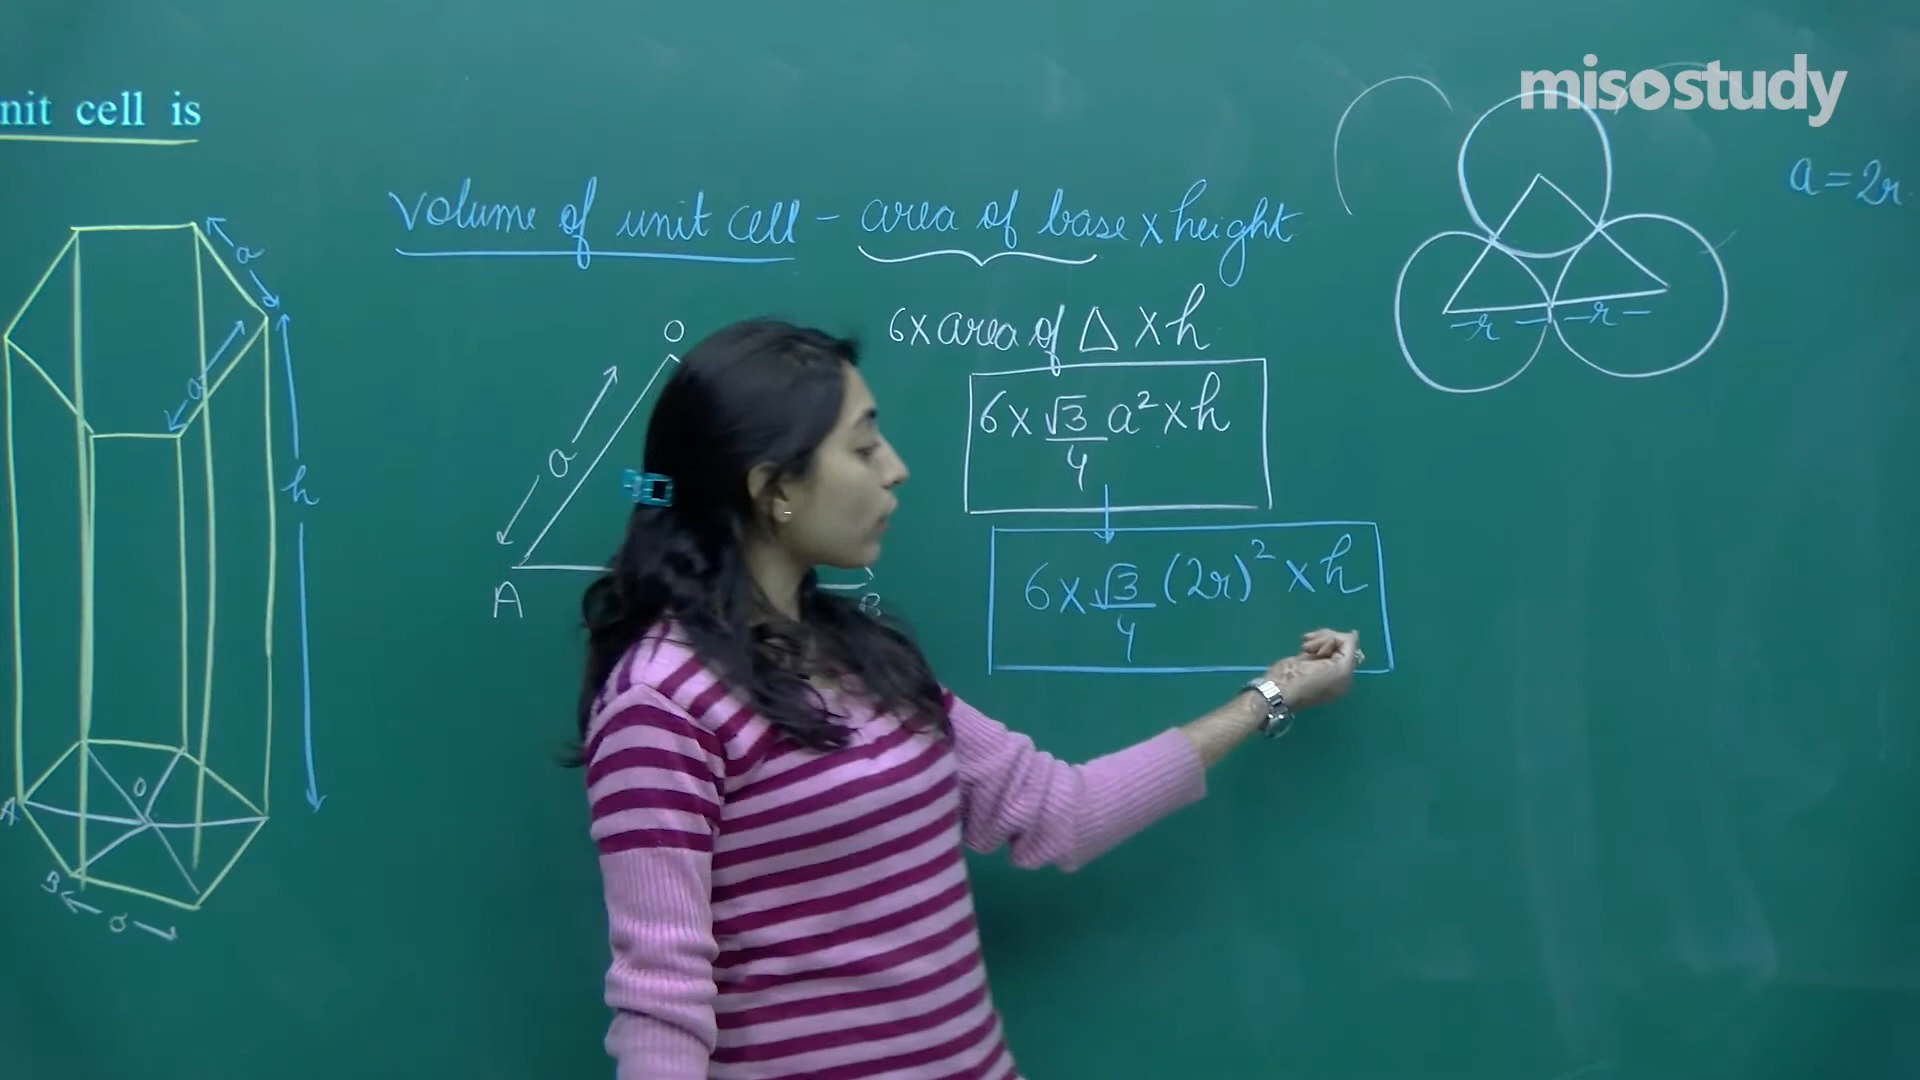 misostudy
nit cell is
a = 2r
volume of unit cell - area of base x height
6 x area of Δ x h
6 x √3/4 a² x h
6 x √3/4 (2r)² x h
-r- -r-
a
a
h
O
a
A
B
O
A
B
a